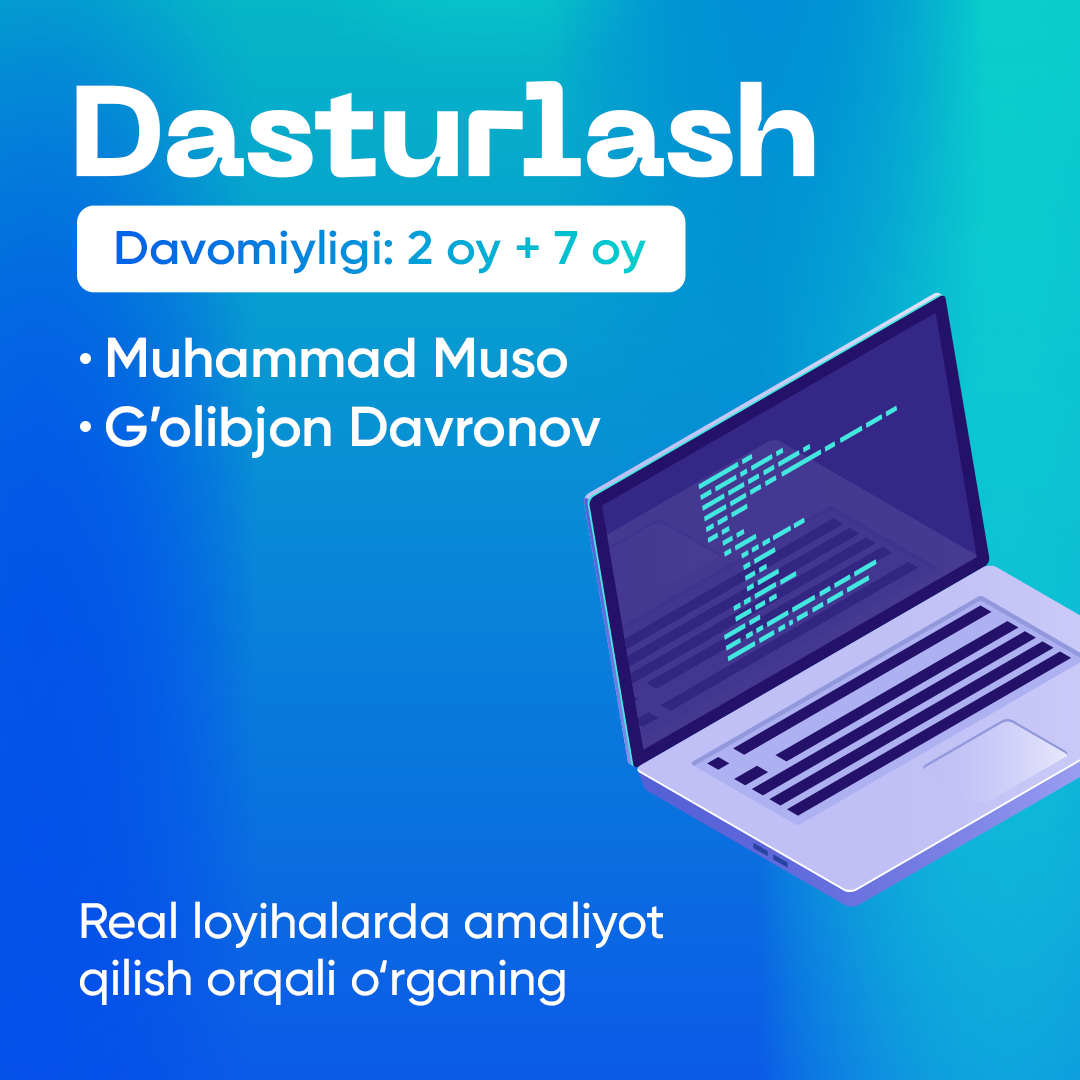 Dasturlash
Davomiyligi: 2 oy + 7 oy
• Muhammad Muso
• G’olibjon Davronov
Real loyihalarda amaliyot
qilish orqali o‘rganing